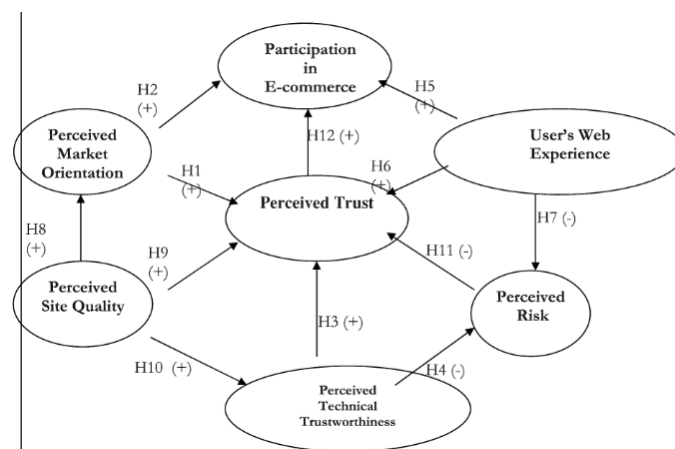 Participation
in
E-commerce
H2
(+)
H5
(+)
Perceived
Market
Orientation
User's Web
Experience
H12 (+)
H1
(+)
H6
(+)
Perceived Trust
H8
(+)
H9
(+)
H7 (-)
H11 (-)
Perceived
Site Quality
Perceived
Risk
H3 (+)
H10 (+)
H4 (-)
Perceived
Technical
Trustworthiness